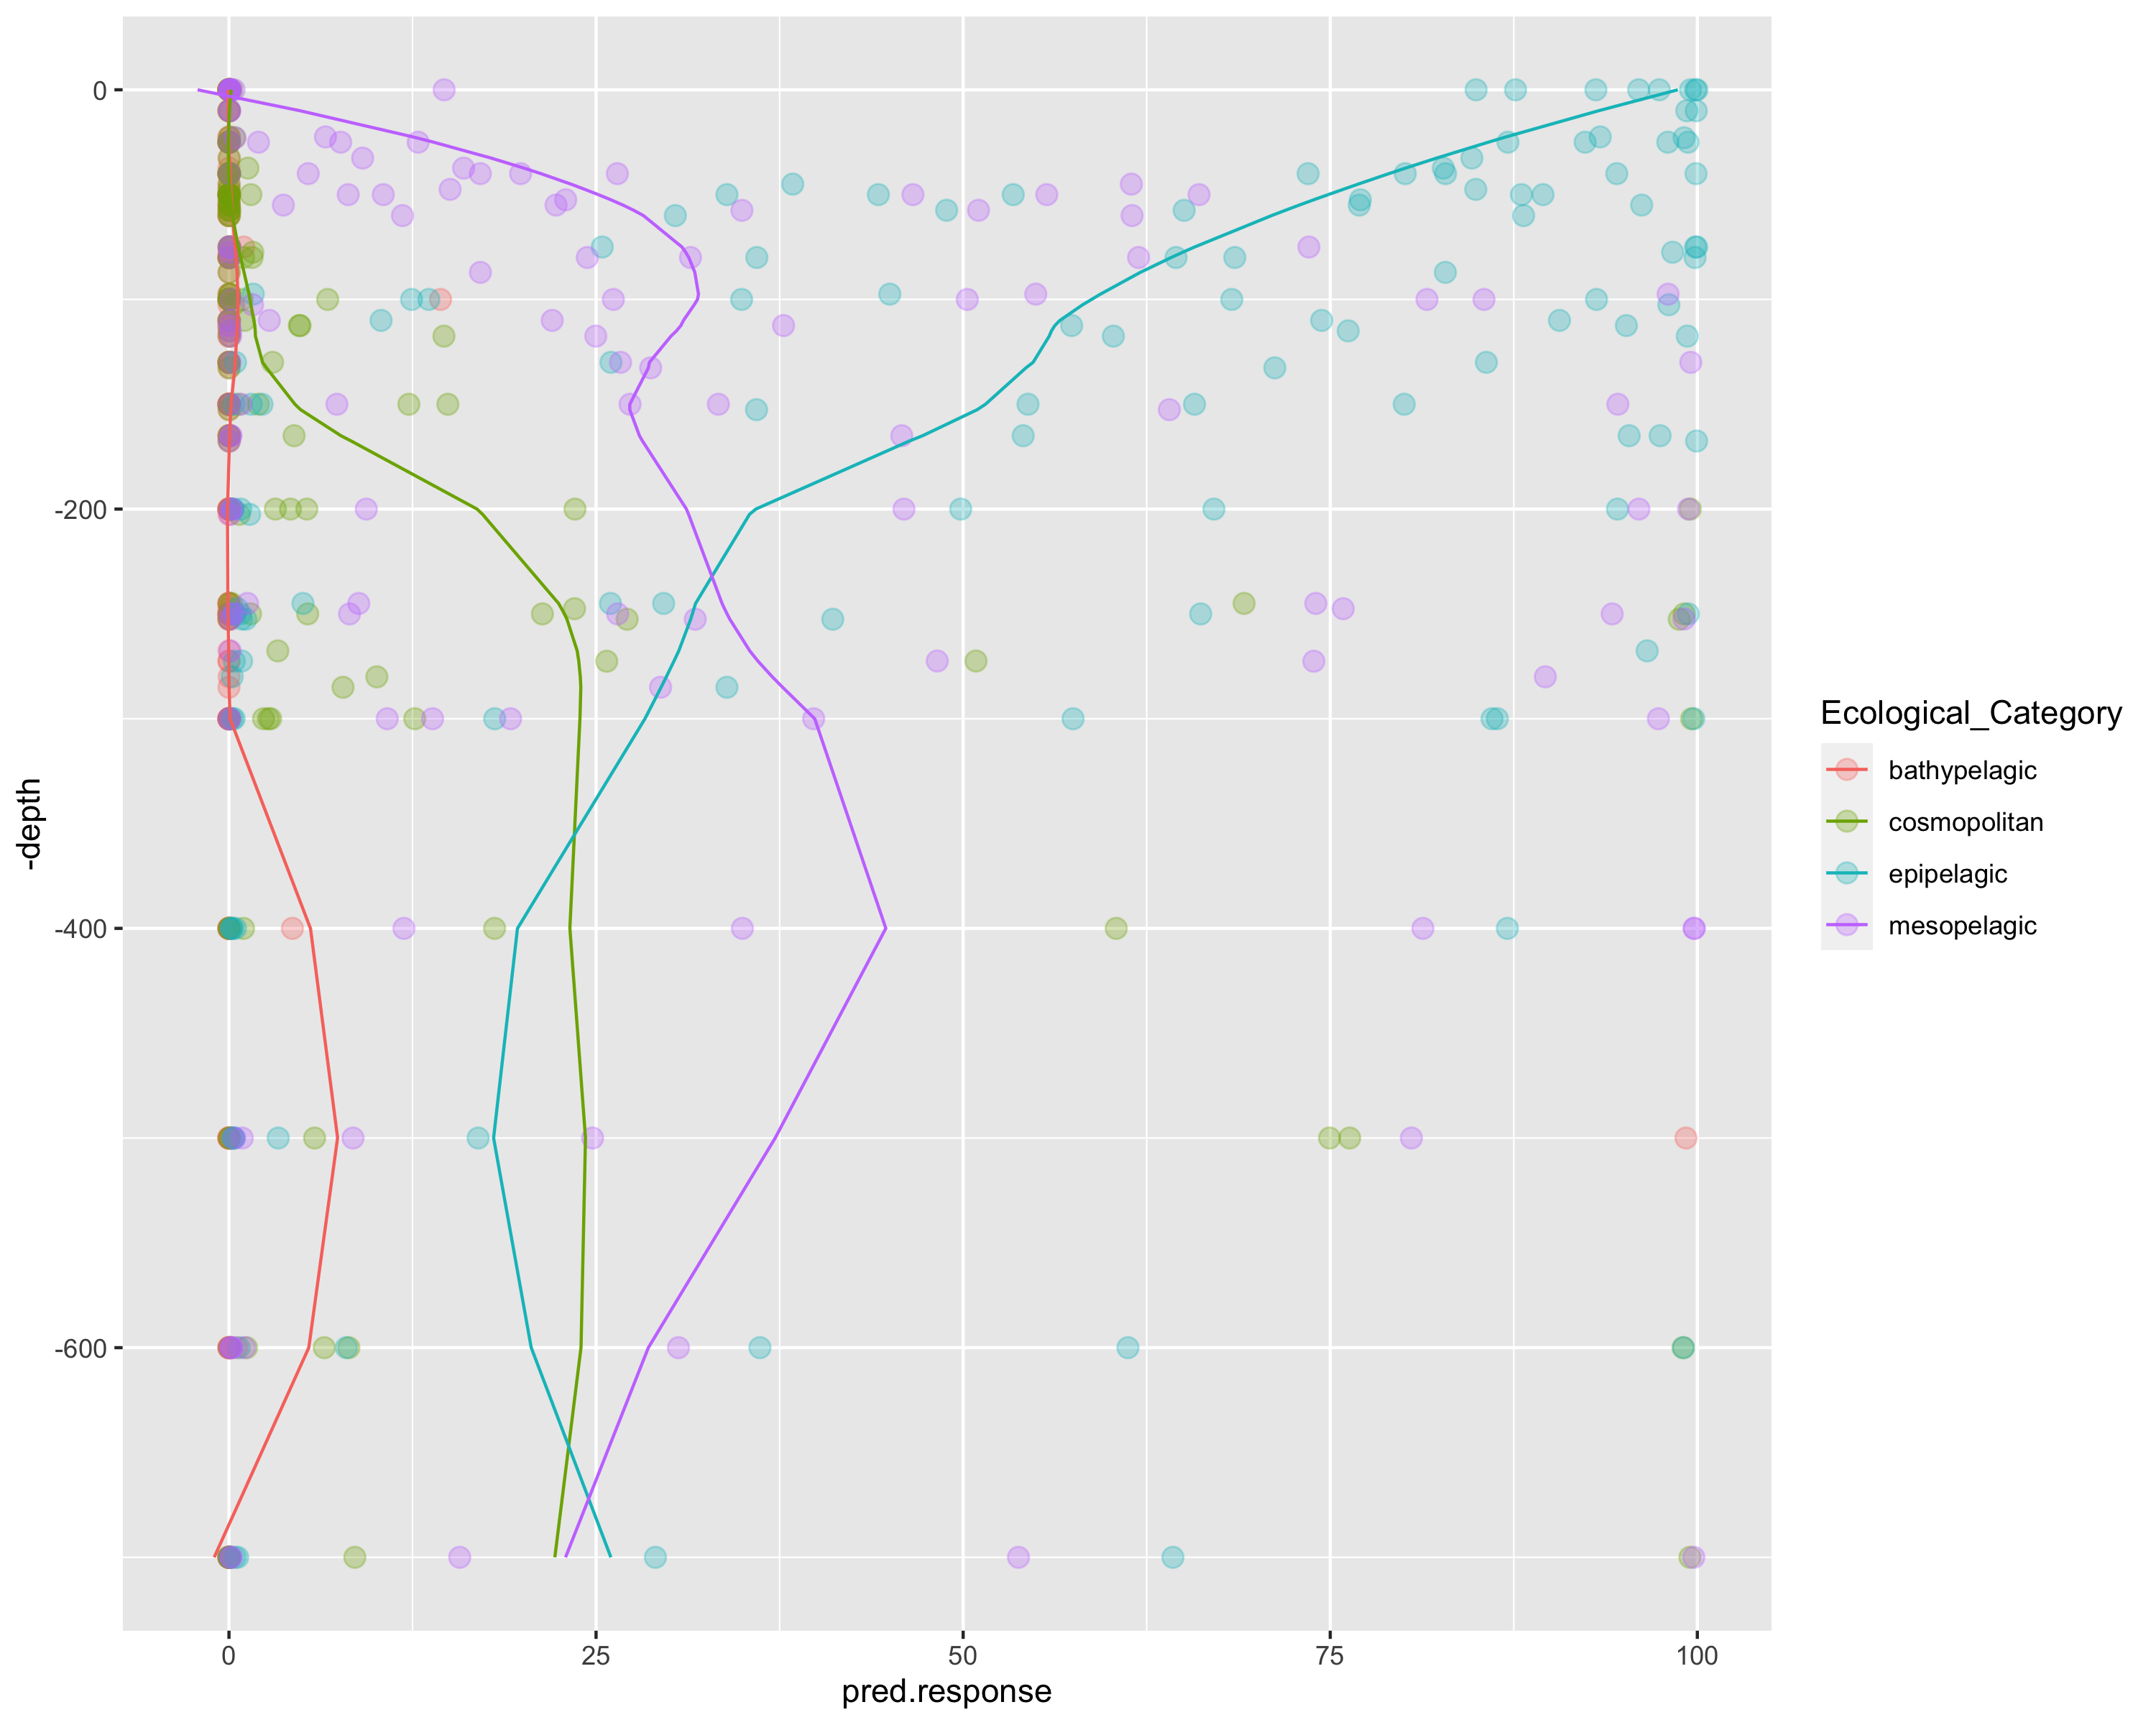 0
-200
-400
-600
-depth
0
25
50
75
100
pred.response
Ecological_Category
bathypelagic
cosmopolitan
epipelagic
mesopelagic